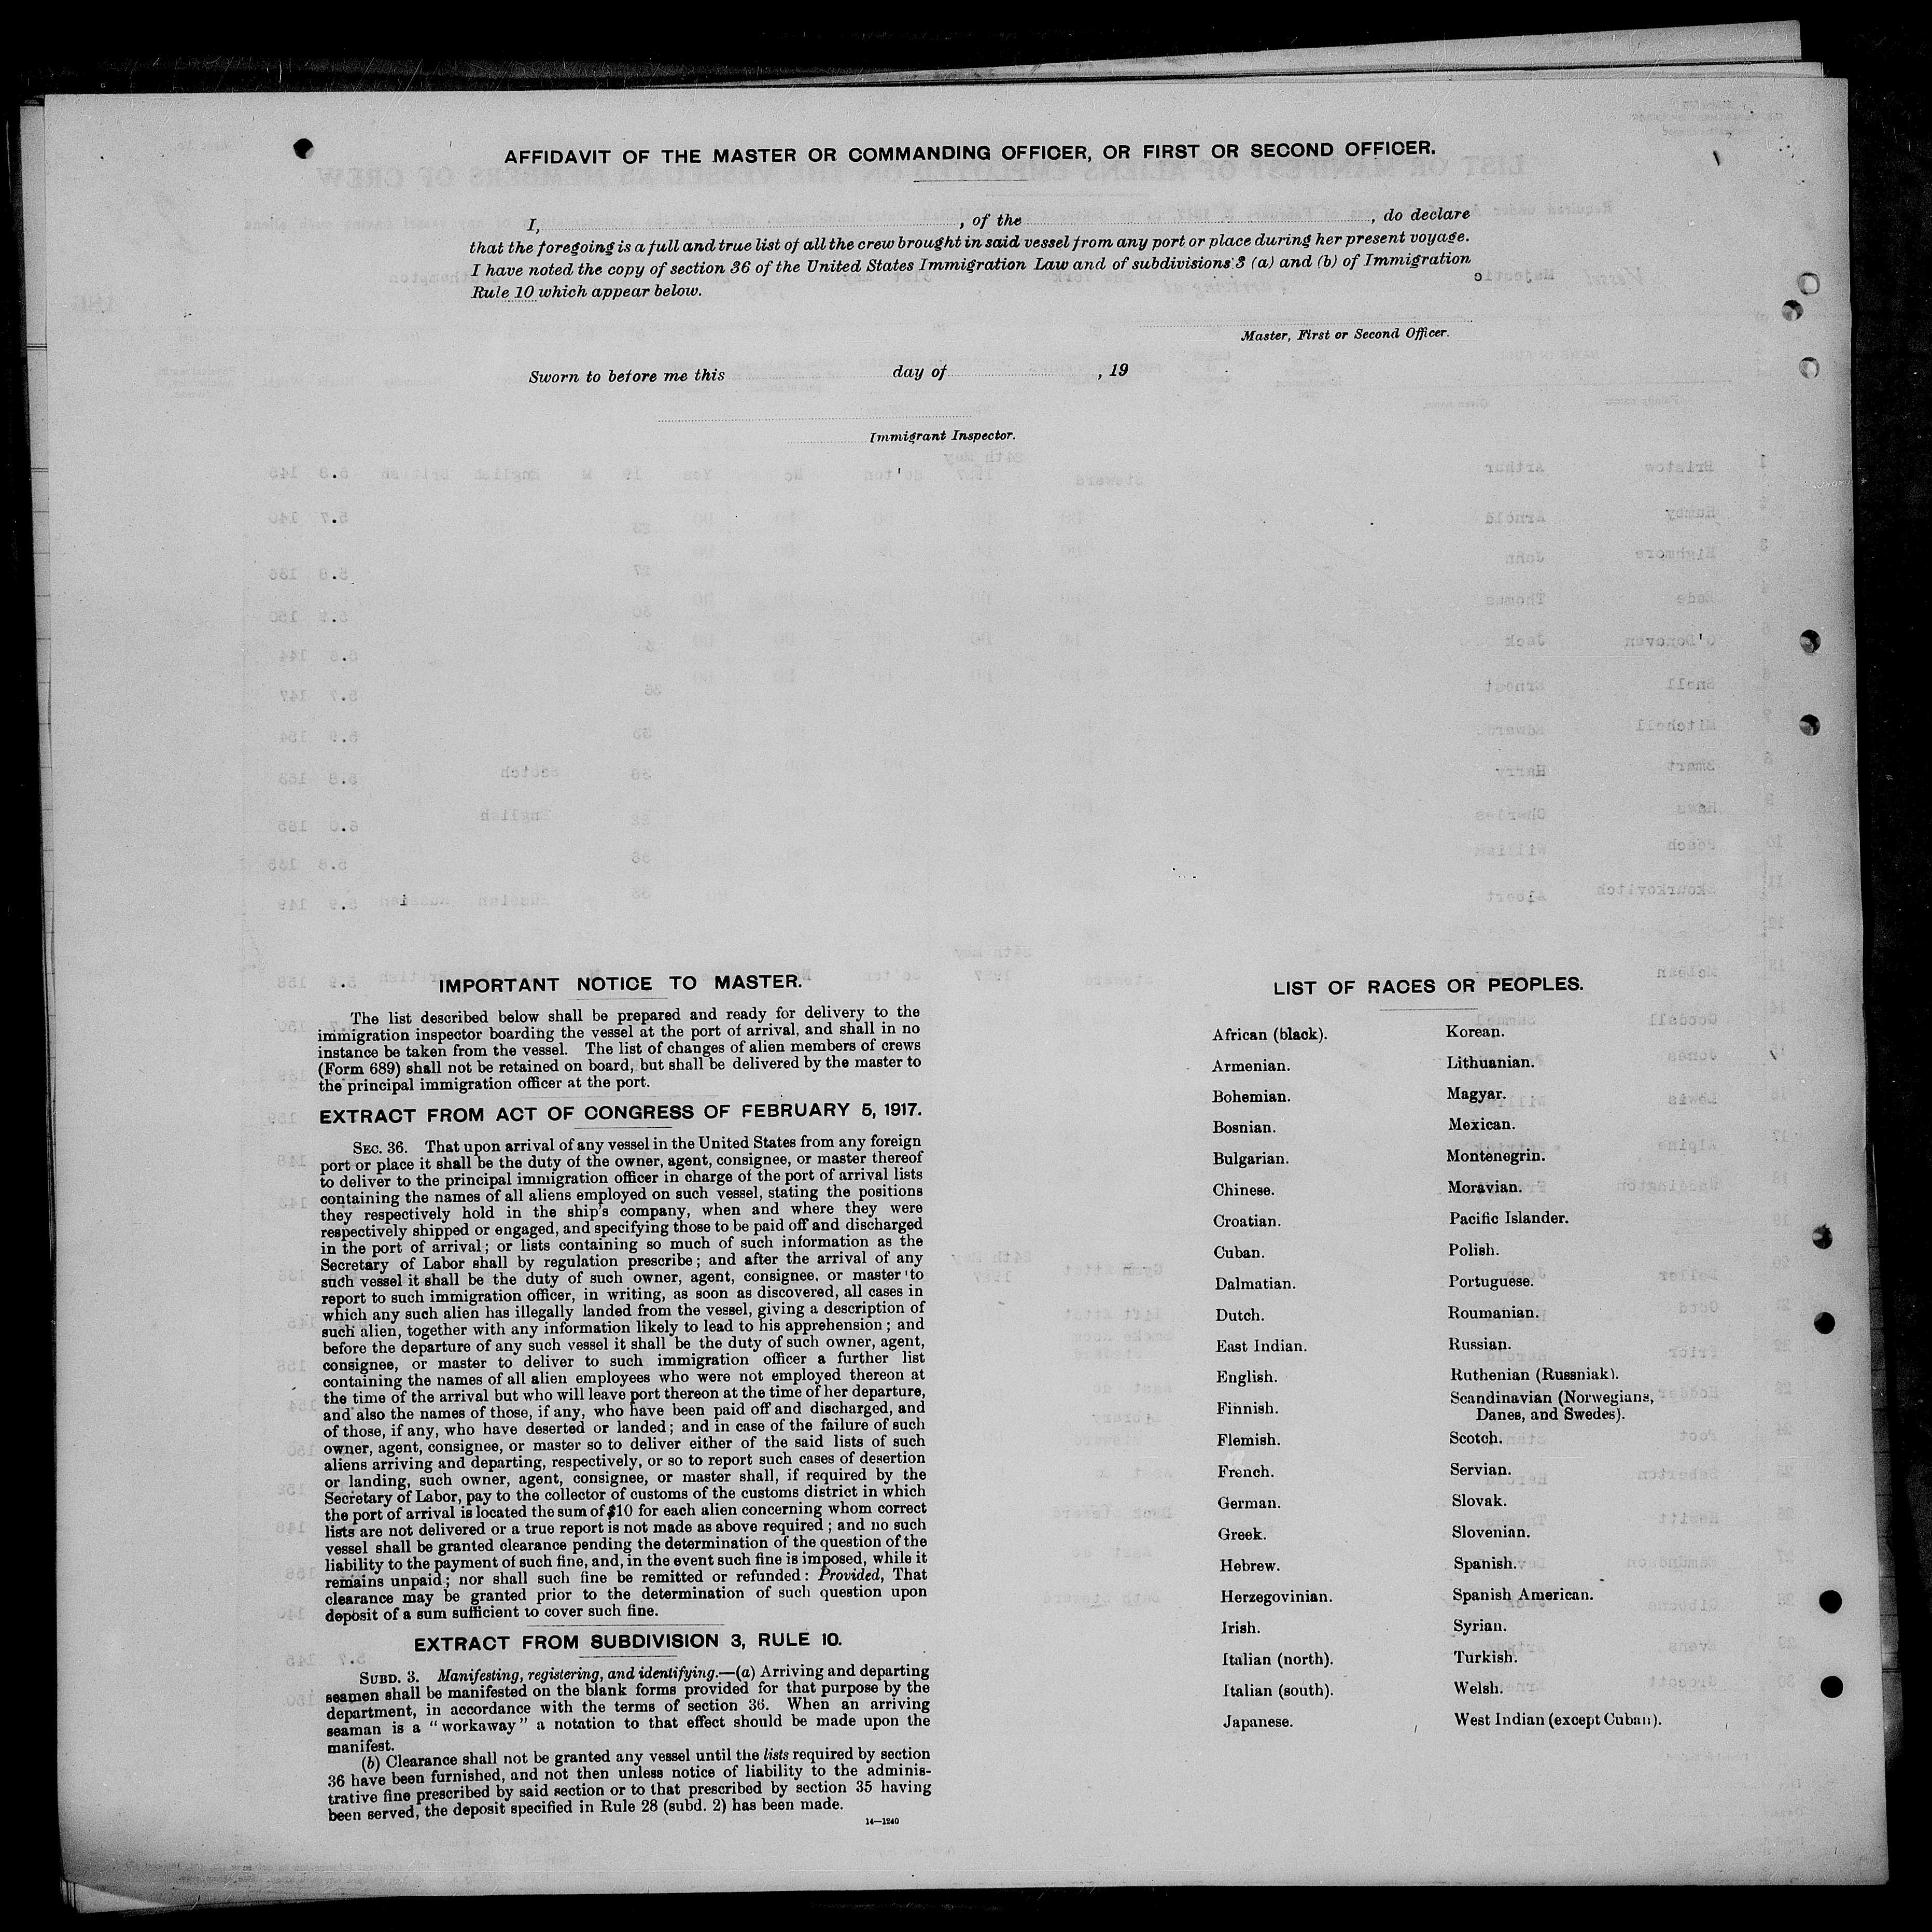 AFFIDAVIT OF THE MASTER OR COMMANDING OFFICER, OR FIRST OR SECOND OFFICER.
I, , of the , do declare
that the foregoing is a full and true list of all the crew brought in said vessel from any port or place during her present voyage.
I have noted the copy of section 36 of the United States Immigration Law and of subdivisions 3 (a) and (b) of Immigration
Rule 10 which appear below.
Master, First or Second Officer.
Sworn to before me this day of , 19
Immigrant Inspector.
IMPORTANT NOTICE TO MASTER.
The list described below shall be prepared and ready for delivery to the
immigration inspector boarding the vessel at the port of arrival, and shall in no
instance be taken from the vessel. The list of changes of alien members of crews
(Form 689) shall not be retained on board, but shall be delivered by the master to
the principal immigration officer at the port.
EXTRACT FROM ACT OF CONGRESS OF FEBRUARY 5, 1917.
SEC. 36. That upon arrival of any vessel in the United States from any foreign
port or place it shall be the duty of the owner, agent, consignee, or master thereof
to deliver to the principal immigration officer in charge of the port of arrival lists
containing the names of all aliens employed on such vessel, stating the positions
they respectively hold in the ship's company, when and where they were
respectively shipped or engaged, and specifying those to be paid off and discharged
in the port of arrival; or lists containing so much of such information as the
Secretary of Labor shall by regulation prescribe; and after the arrival of any
such vessel it shall be the duty of such owner, agent, consignee, or master to
report to such immigration officer, in writing, as soon as discovered, all cases in
which any such alien has illegally landed from the vessel, giving a description of
such alien, together with any information likely to lead to his apprehension; and
before the departure of any such vessel it shall be the duty of such owner, agent,
consignee, or master to deliver to such immigration officer a further list
containing the names of all alien employees who were not employed thereon at
the time of the arrival but who will leave port thereon at the time of her departure,
and also the names of those, if any, who have been paid off and discharged, and
of those, if any, who have deserted or landed; and in case of the failure of such
owner, agent, consignee, or master so to deliver either of the said lists of such
aliens arriving and departing, respectively, or so to report such cases of desertion
or landing, such owner, agent, consignee, or master shall, if required by the
Secretary of Labor, pay to the collector of customs of the customs district in which
the port of arrival is located the sum of $10 for each alien concerning whom correct
lists are not delivered or a true report is not made as above required; and no such
vessel shall be granted clearance pending the determination of the question of the
liability to the payment of such fine, and, in the event such fine is imposed, while it
remains unpaid; nor shall such fine be remitted or refunded: Provided, That
clearance may be granted prior to the determination of such question upon
deposit of a sum sufficient to cover such fine.
EXTRACT FROM SUBDIVISION 3, RULE 10.
SUBD. 3. Manifesting, registering, and identifying.—(a) Arriving and departing
seamen shall be manifested on the blank forms provided for that purpose by the
department, in accordance with the terms of section 36. When an arriving
seaman is a "workaway" a notation to that effect should be made upon the
manifest.
(b) Clearance shall not be granted any vessel until the lists required by section
36 have been furnished, and not then unless notice of liability to the adminis-
trative fine prescribed by said section or to that prescribed by section 35 having
been served, the deposit specified in Rule 28 (subd. 2) has been made.
14—1240
LIST OF RACES OR PEOPLES.
African (black).
Armenian.
Bohemian.
Bosnian.
Bulgarian.
Chinese.
Croatian.
Cuban.
Dalmatian.
Dutch.
East Indian.
English.
Finnish.
Flemish.
French.
German.
Greek.
Hebrew.
Herzegovinian.
Irish.
Italian (north).
Italian (south).
Japanese.
Korean.
Lithuanian.
Magyar.
Mexican.
Montenegrin.
Moravian.
Pacific Islander.
Polish.
Portuguese.
Roumanian.
Russian.
Ruthenian (Russniak).
Scandinavian (Norwegians,
Danes, and Swedes).
Scotch.
Servian.
Slovak.
Slovenian.
Spanish.
Spanish American.
Syrian.
Turkish.
Welsh.
West Indian (except Cuban).